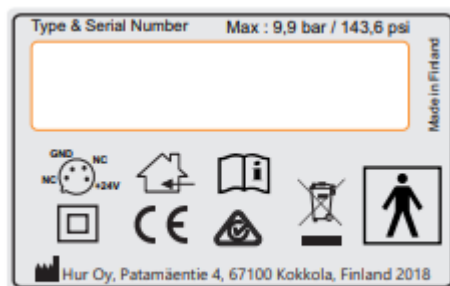 Type & Serial Number Max : 9,9 bar / 143,6 psi
Made in Finland
GND
NC
NC
+24V
i
CE
Hur Oy, Patamäentie 4, 67100 Kokkola, Finland 2018